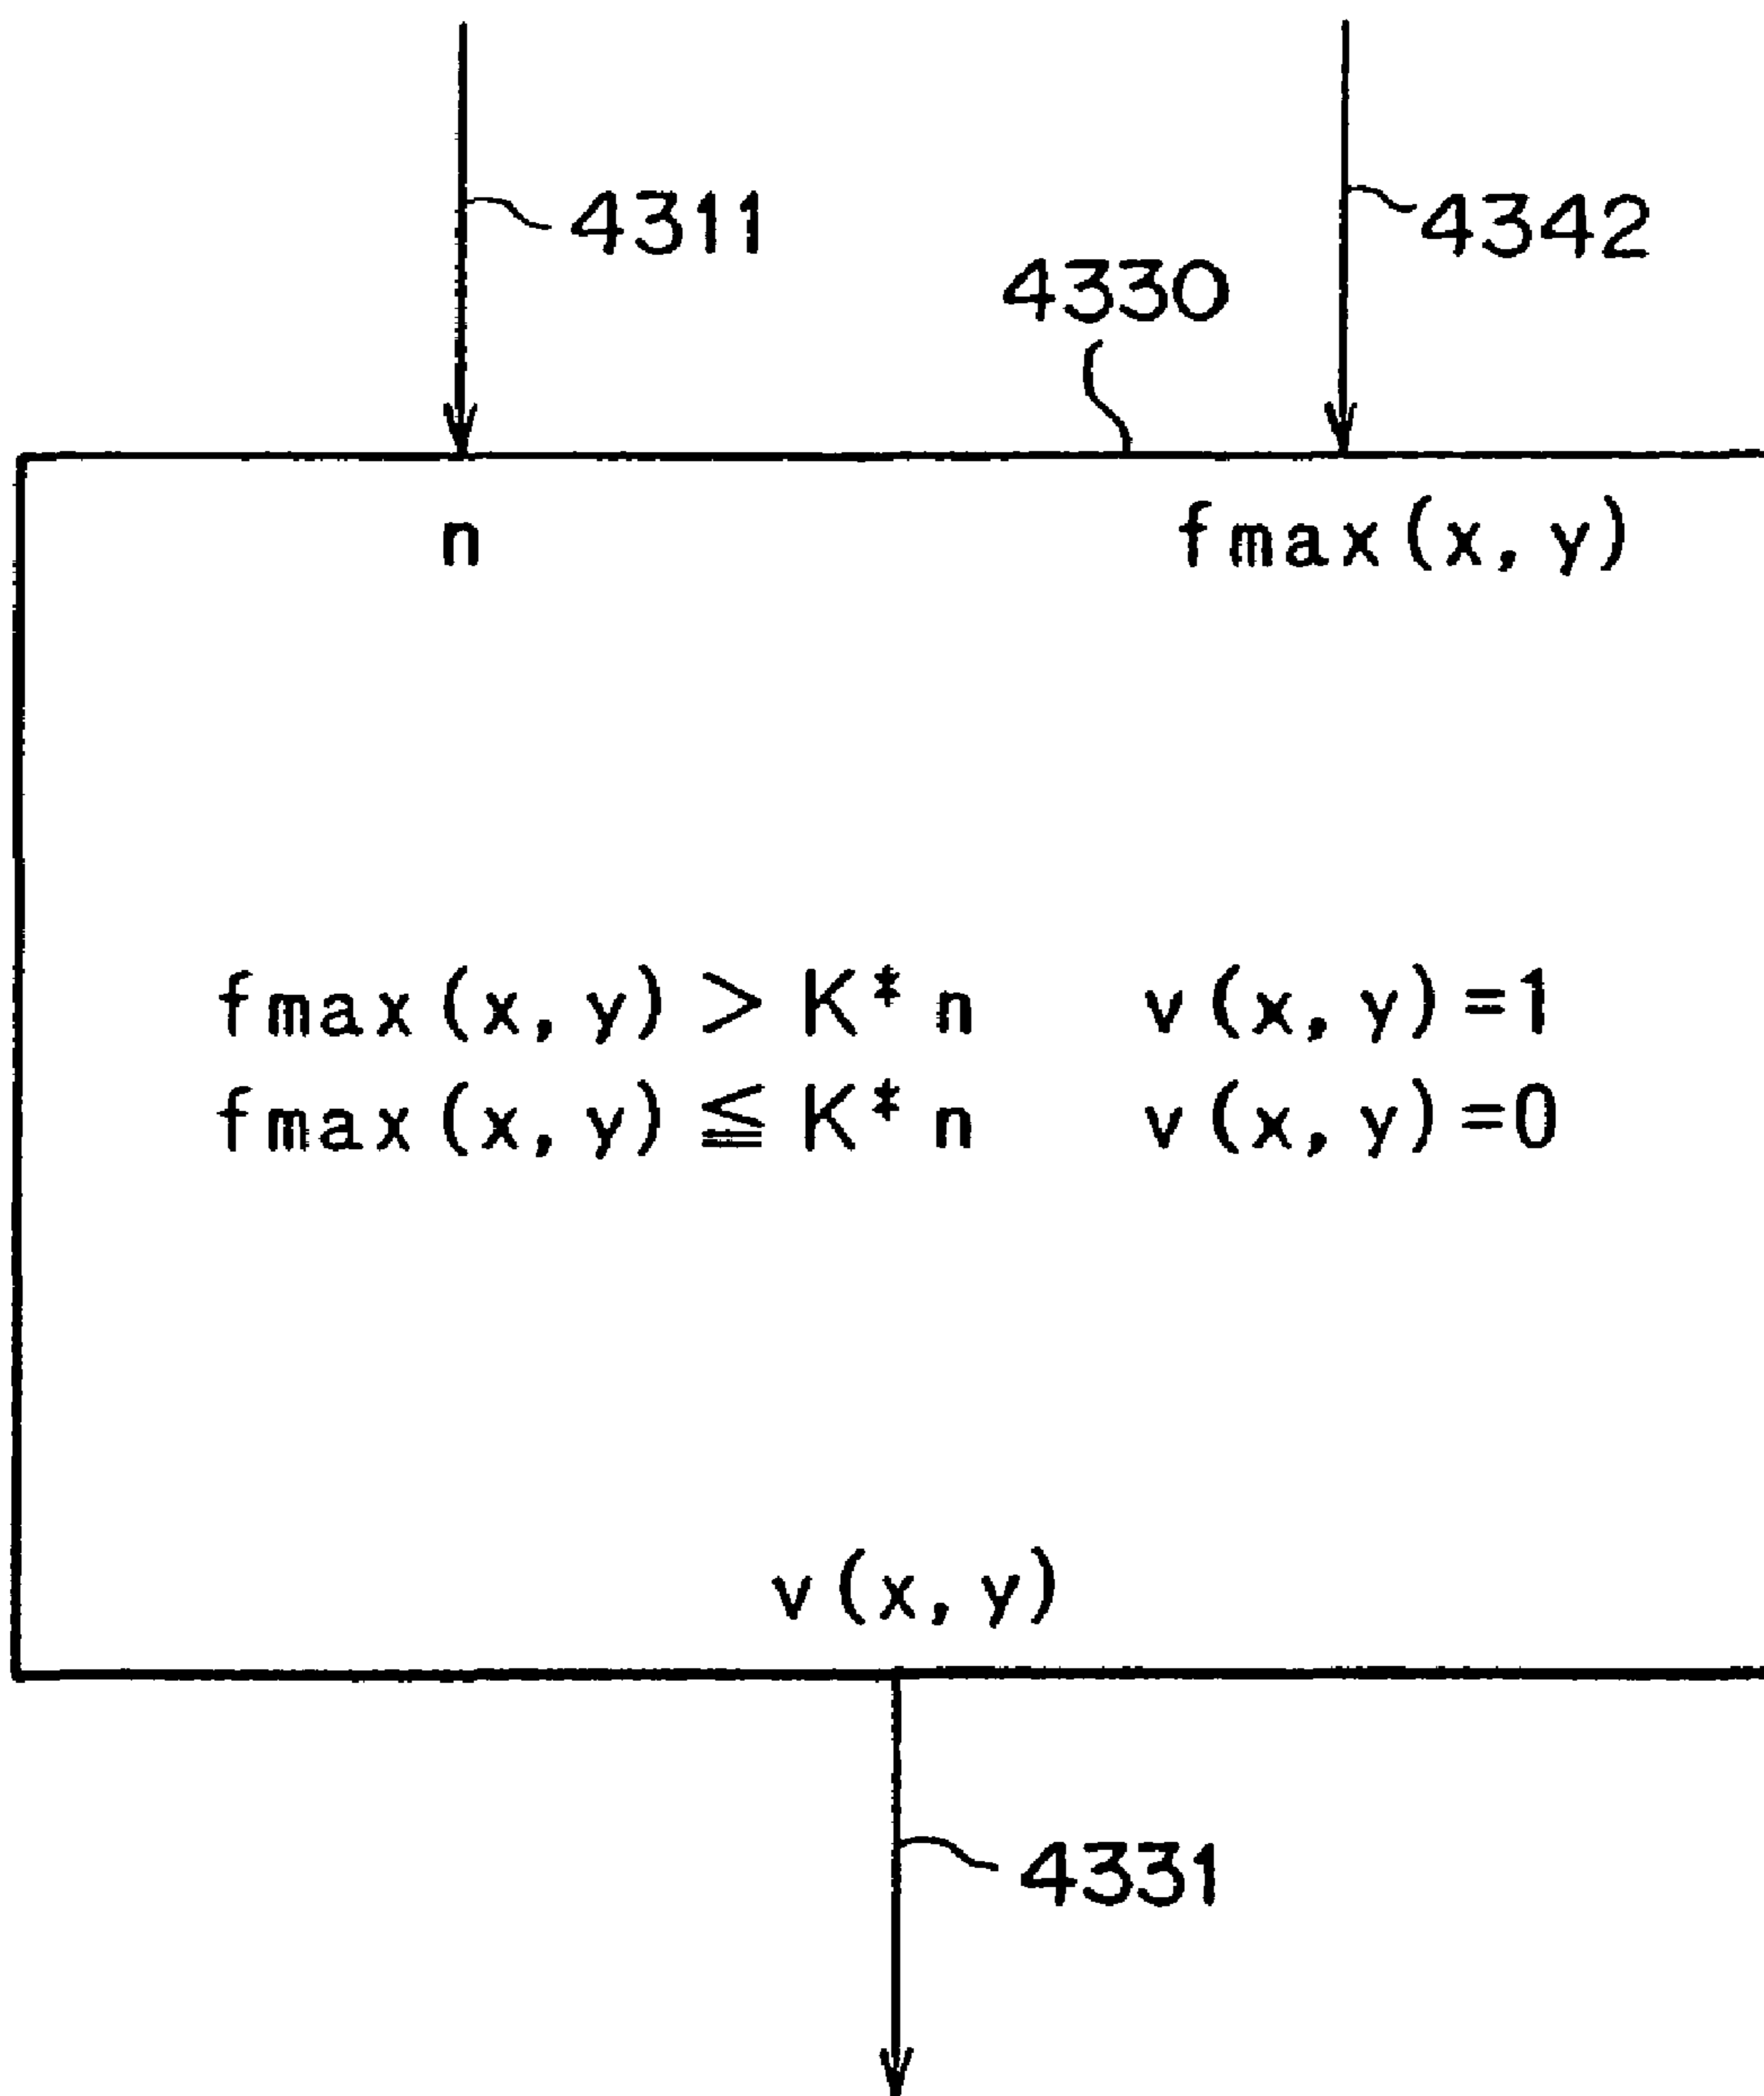 4311
4342
4330
n
fmax(x, y)
fmax(x, y) > K* n v(x, y)=1
fmax(x, y) ≦ K* n v(x, y)=0
v(x, y)
4331